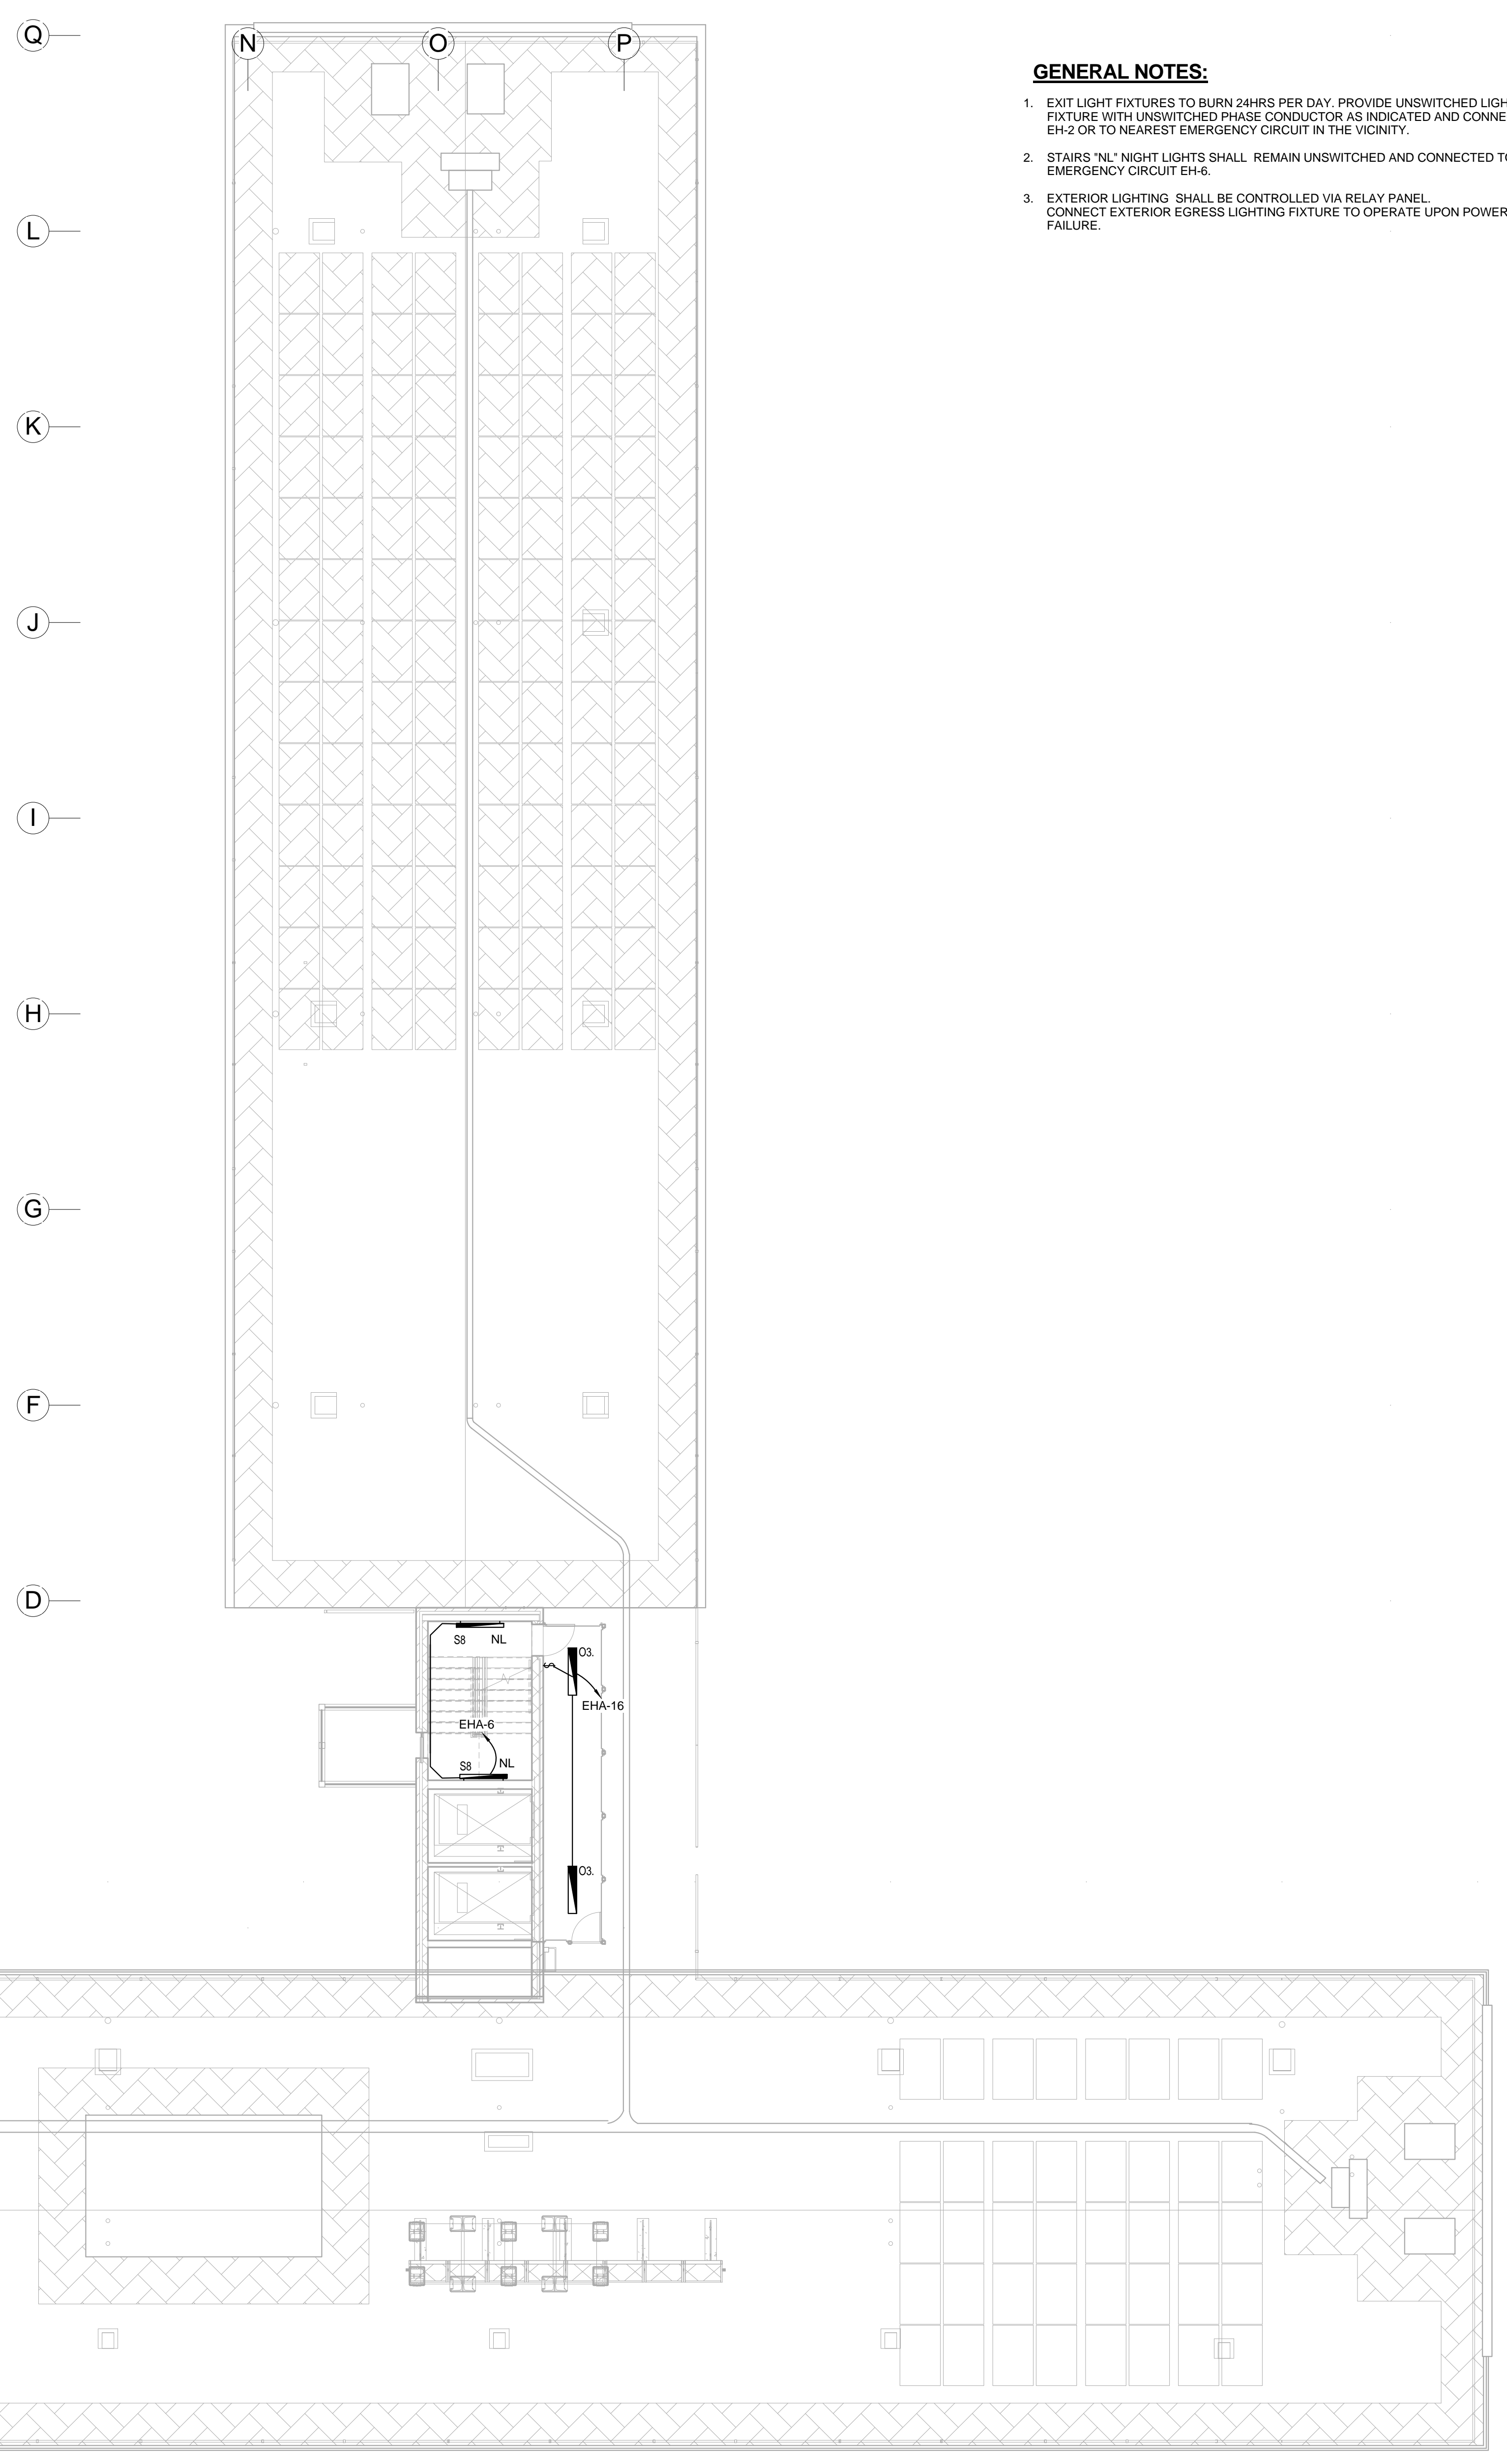 Q
N
O
P
GENERAL NOTES:
1. EXIT LIGHT FIXTURES TO BURN 24HRS PER DAY. PROVIDE UNSWITCHED
FIXTURE WITH UNSWITCHED PHASE CONDUCTOR AS INDICATED AND
EH-2 OR TO NEAREST EMERGENCY CIRCUIT IN THE VICINITY.
2. STAIRS "NL" NIGHT LIGHTS SHALL REMAIN UNSWITCHED AND CONNECTED
EMERGENCY CIRCUIT EH-6.
3. EXTERIOR LIGHTING SHALL BE CONTROLLED VIA RELAY PANEL.
CONNECT EXTERIOR EGRESS LIGHTING FIXTURE TO OPERATE UPON POWER
FAILURE.
L
K
J
I
H
G
F
D
S8 NL
O3.
S
EHA-16
EHA-6
S8 NL
O3.